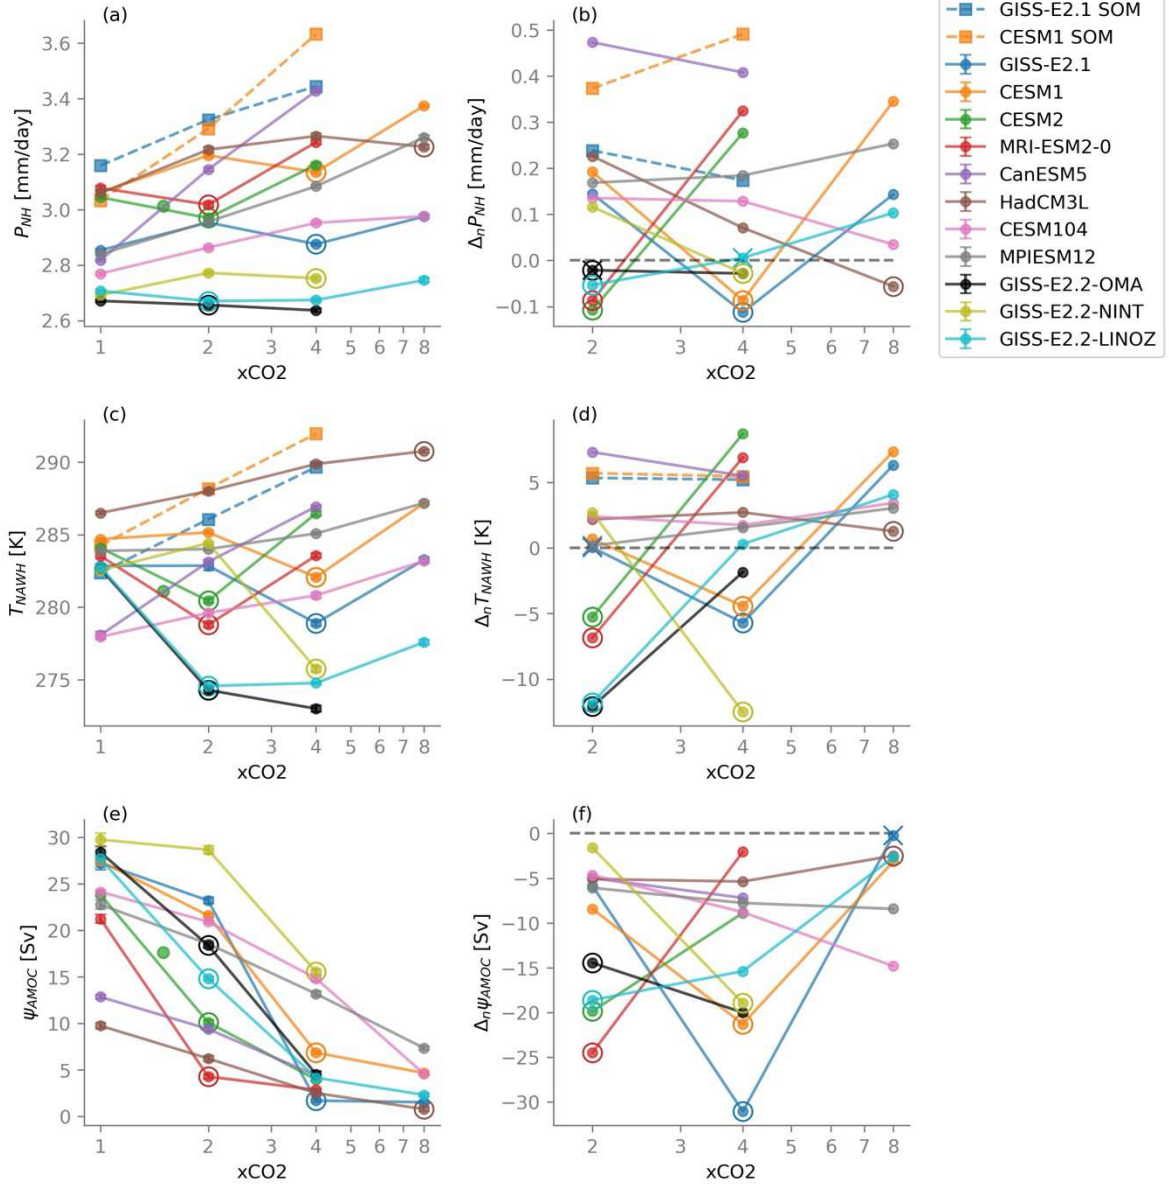 (a)
3.6
3.4
3.2
3.0
2.8
2.6
P_NH [mm/day]
1 2 3 4 5 6 7 8
xCO2
(b)
0.5
0.4
0.3
0.2
0.1
0.0
−0.1
Δ_nP_NH [mm/day]
2 3 4 5 6 7 8
xCO2
GISS-E2.1 SOM
CESM1 SOM
GISS-E2.1
CESM1
CESM2
MRI-ESM2-0
CanESM5
HadCM3L
CESM104
MPIESM12
GISS-E2.2-OMA
GISS-E2.2-NINT
GISS-E2.2-LINOZ
(c)
290
285
280
275
T_NAWH [K]
1 2 3 4 5 6 7 8
xCO2
(d)
5
0
−5
−10
Δ_nT_NAWH [K]
2 3 4 5 6 7 8
xCO2
(e)
30
25
20
15
10
5
0
ψ_AMOC [Sv]
1 2 3 4 5 6 7 8
xCO2
(f)
0
−5
−10
−15
−20
−25
−30
Δ_nψ_AMOC [Sv]
2 3 4 5 6 7 8
xCO2